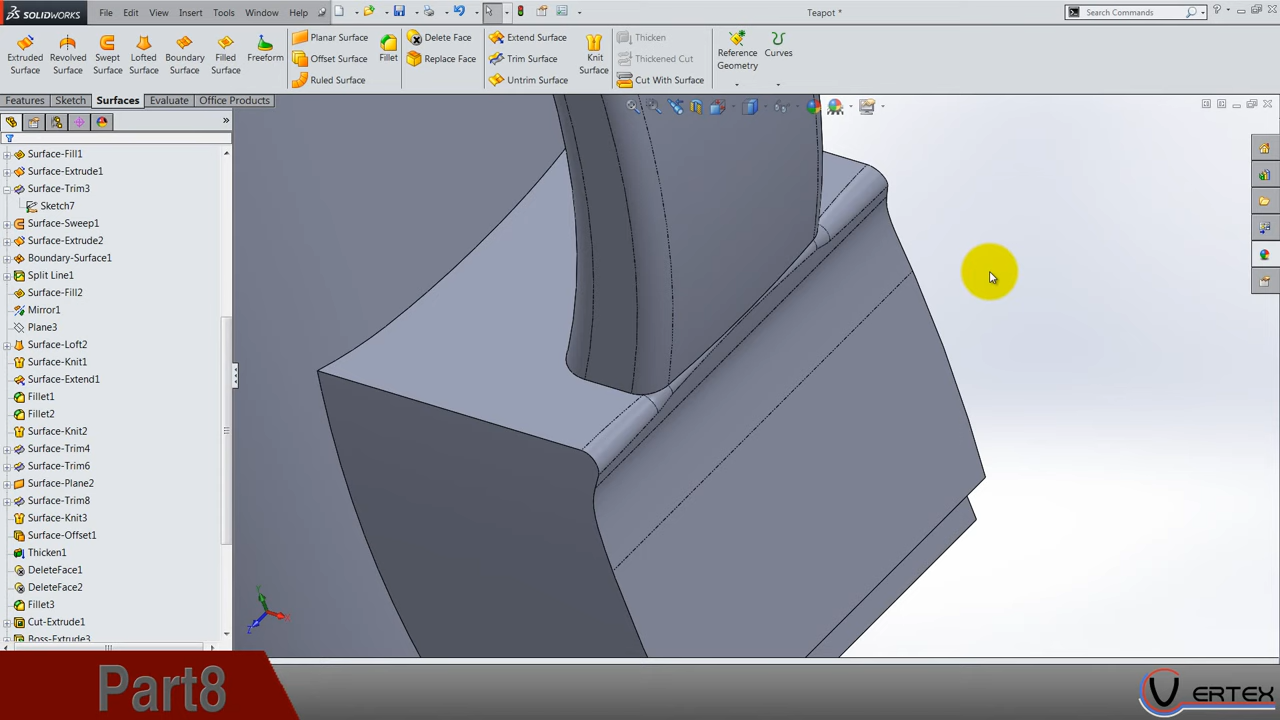 SOLIDWORKS
File
Edit
View
Insert
Tools
Window
Help
Teapot *
Search Commands
Extruded Surface
Revolved Surface
Swept Surface
Lofted Surface
Boundary Surface
Filled Surface
Freeform
Planar Surface
Offset Surface
Ruled Surface
Fillet
Delete Face
Replace Face
Extend Surface
Trim Surface
Untrim Surface
Knit Surface
Thicken
Thickened Cut
Cut With Surface
Reference Geometry
Curves
Features
Sketch
Surfaces
Evaluate
Office Products
Surface-Fill1
Surface-Extrude1
Surface-Trim3
Sketch7
Surface-Sweep1
Surface-Extrude2
Boundary-Surface1
Split Line1
Surface-Fill2
Mirror1
Plane3
Surface-Loft2
Surface-Knit1
Surface-Extend1
Fillet1
Fillet2
Surface-Knit2
Surface-Trim4
Surface-Trim6
Surface-Plane2
Surface-Trim8
Surface-Knit3
Surface-Offset1
Thicken1
DeleteFace1
DeleteFace2
Fillet3
Cut-Extrude1
Boss-Extrude3
Part8
VERTEX